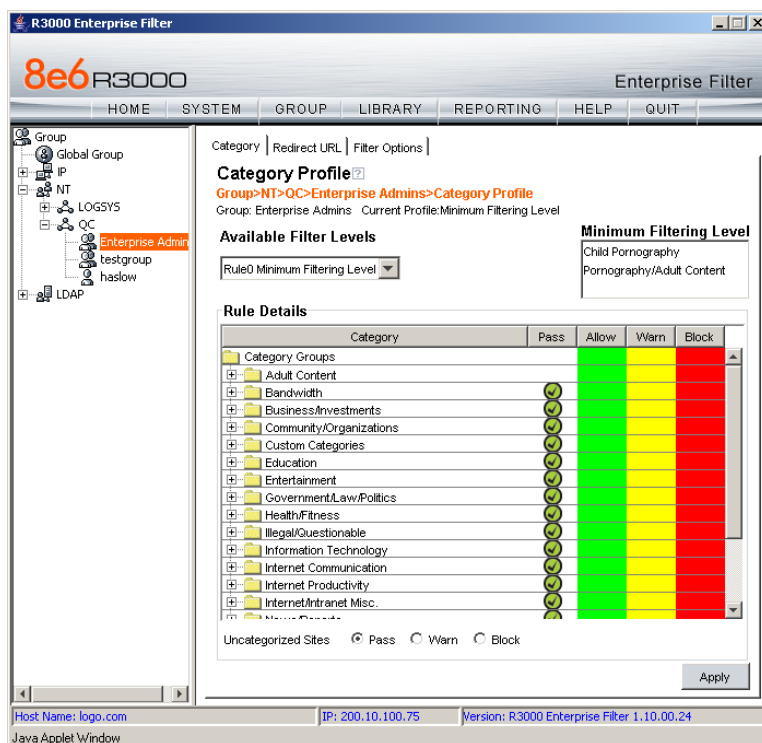 R3000 Enterprise Filter
8e6 R3000
Enterprise Filter
HOME SYSTEM GROUP LIBRARY REPORTING HELP QUIT
Group
Global Group
IP
NT
LOGSYS
QC
Enterprise Admin
testgroup
haslow
LDAP
Category Redirect URL Filter Options
Category Profile
Group>NT>QC>Enterprise Admins>Category Profile
Group: Enterprise Admins Current Profile:Minimum Filtering Level
Available Filter Levels
Rule0 Minimum Filtering Level
Minimum Filtering Level
Child Pornography
Pornography/Adult Content
Rule Details
Category Pass Allow Warn Block
Category Groups
Adult Content
Bandwidth
Business/Investments
Community/Organizations
Custom Categories
Education
Entertainment
Government/Law/Politics
Health/Fitness
Illegal/Questionable
Information Technology
Internet Communication
Internet Productivity
Internet/Intranet Misc.
Uncategorized Sites Pass Warn Block
Apply
Host Name: logo.com IP: 200.10.100.75 Version: R3000 Enterprise Filter 1.10.00.24
Java Applet Window